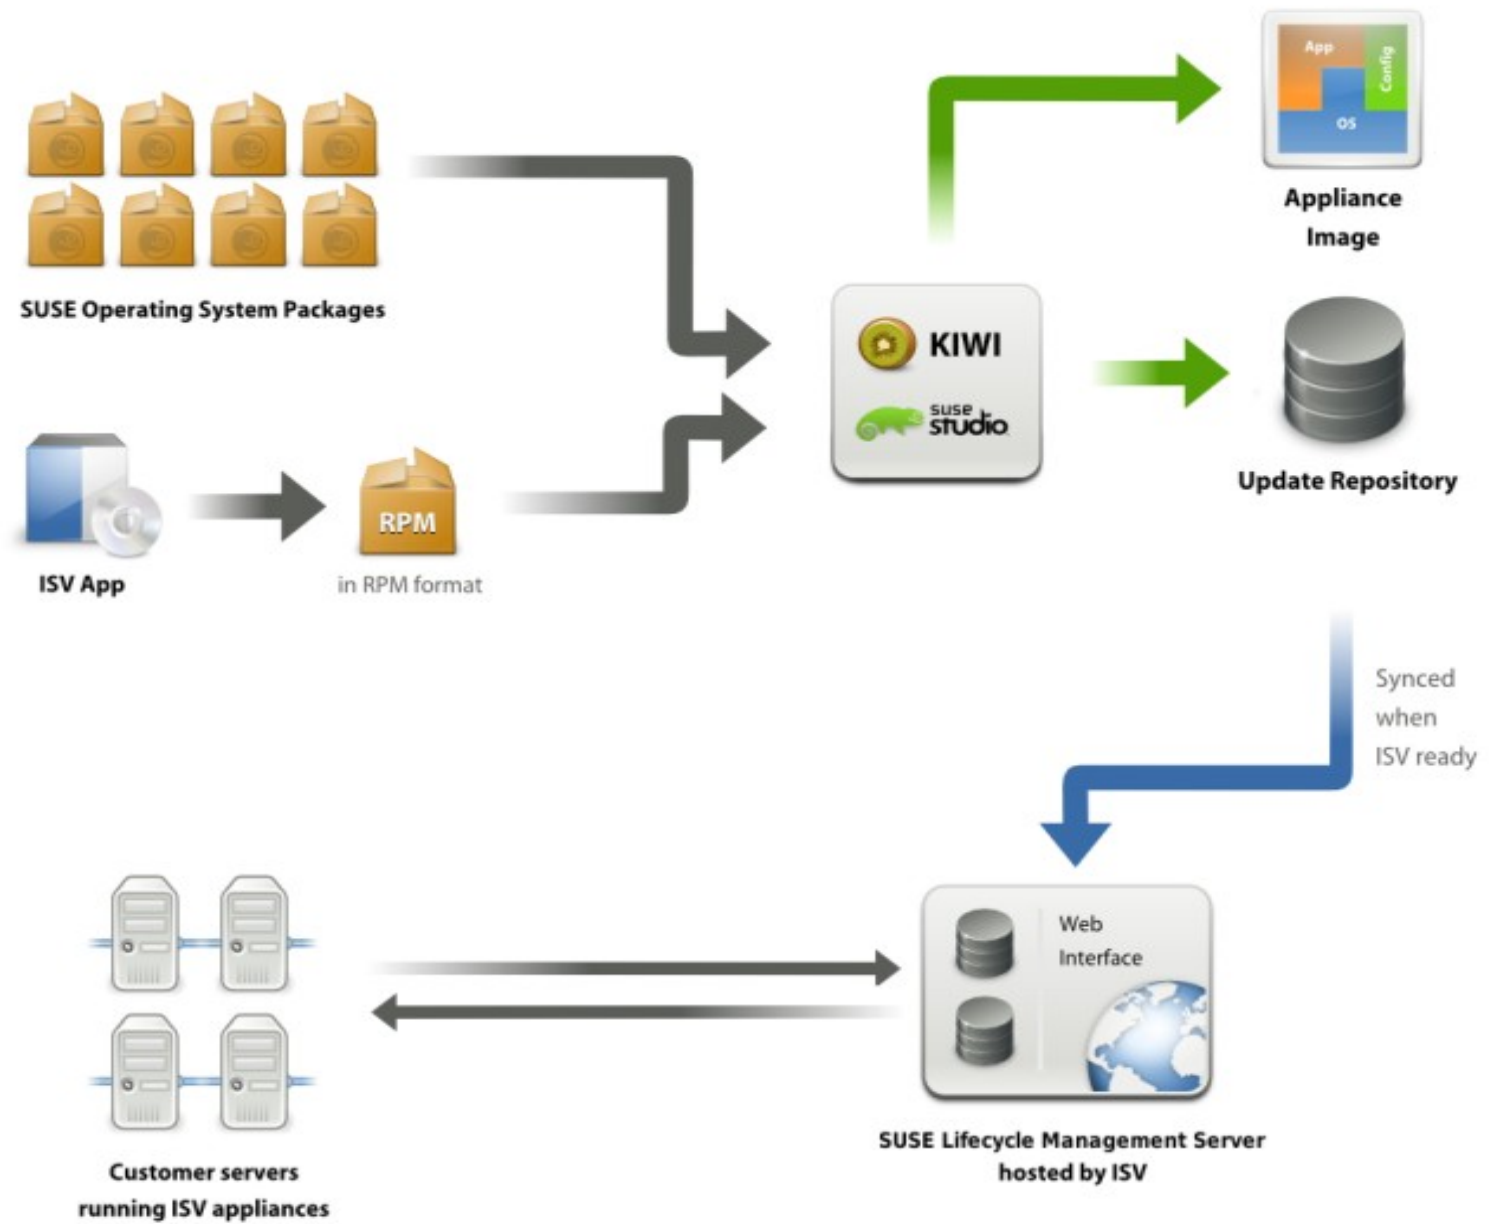 App
Config
OS
Appliance
Image
SUSE Operating System Packages
KIWI
suse
studio
Update Repository
RPM
ISV App
in RPM format
Synced
when
ISV ready
Web
Interface
SUSE Lifecycle Management Server
hosted by ISV
Customer servers
running ISV appliances